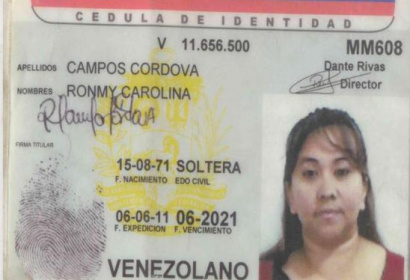 CEDULA DE IDENTIDAD
V 11.656.500 MM608
APELLIDOS CAMPOS CORDOVA Dante Rivas
NOMBRES RONMY CAROLINA Director
FIRMA TITULAR
15-08-71 SOLTERA
F. NACIMIENTO EDO CIVIL
06-06-11 06-2021
F. EXPEDICION F. VENCIMIENTO
VENEZOLANO